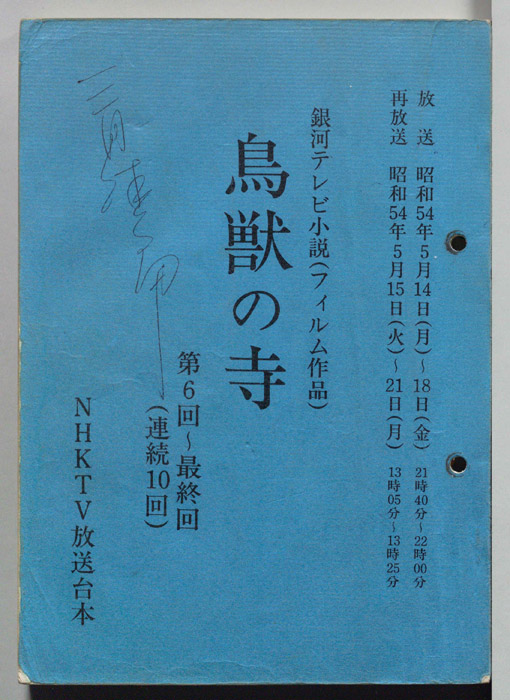 放送 昭和54年5月14日(月)～18日(金) 21時40分～22時00分
再放送 昭和54年5月15日(火)～21日(月) 13時05分～13時25分
銀河テレビ小説(フィルム作品)
鳥獣の寺
第6回～最終回
(連続10回)
NHKTV放送台本